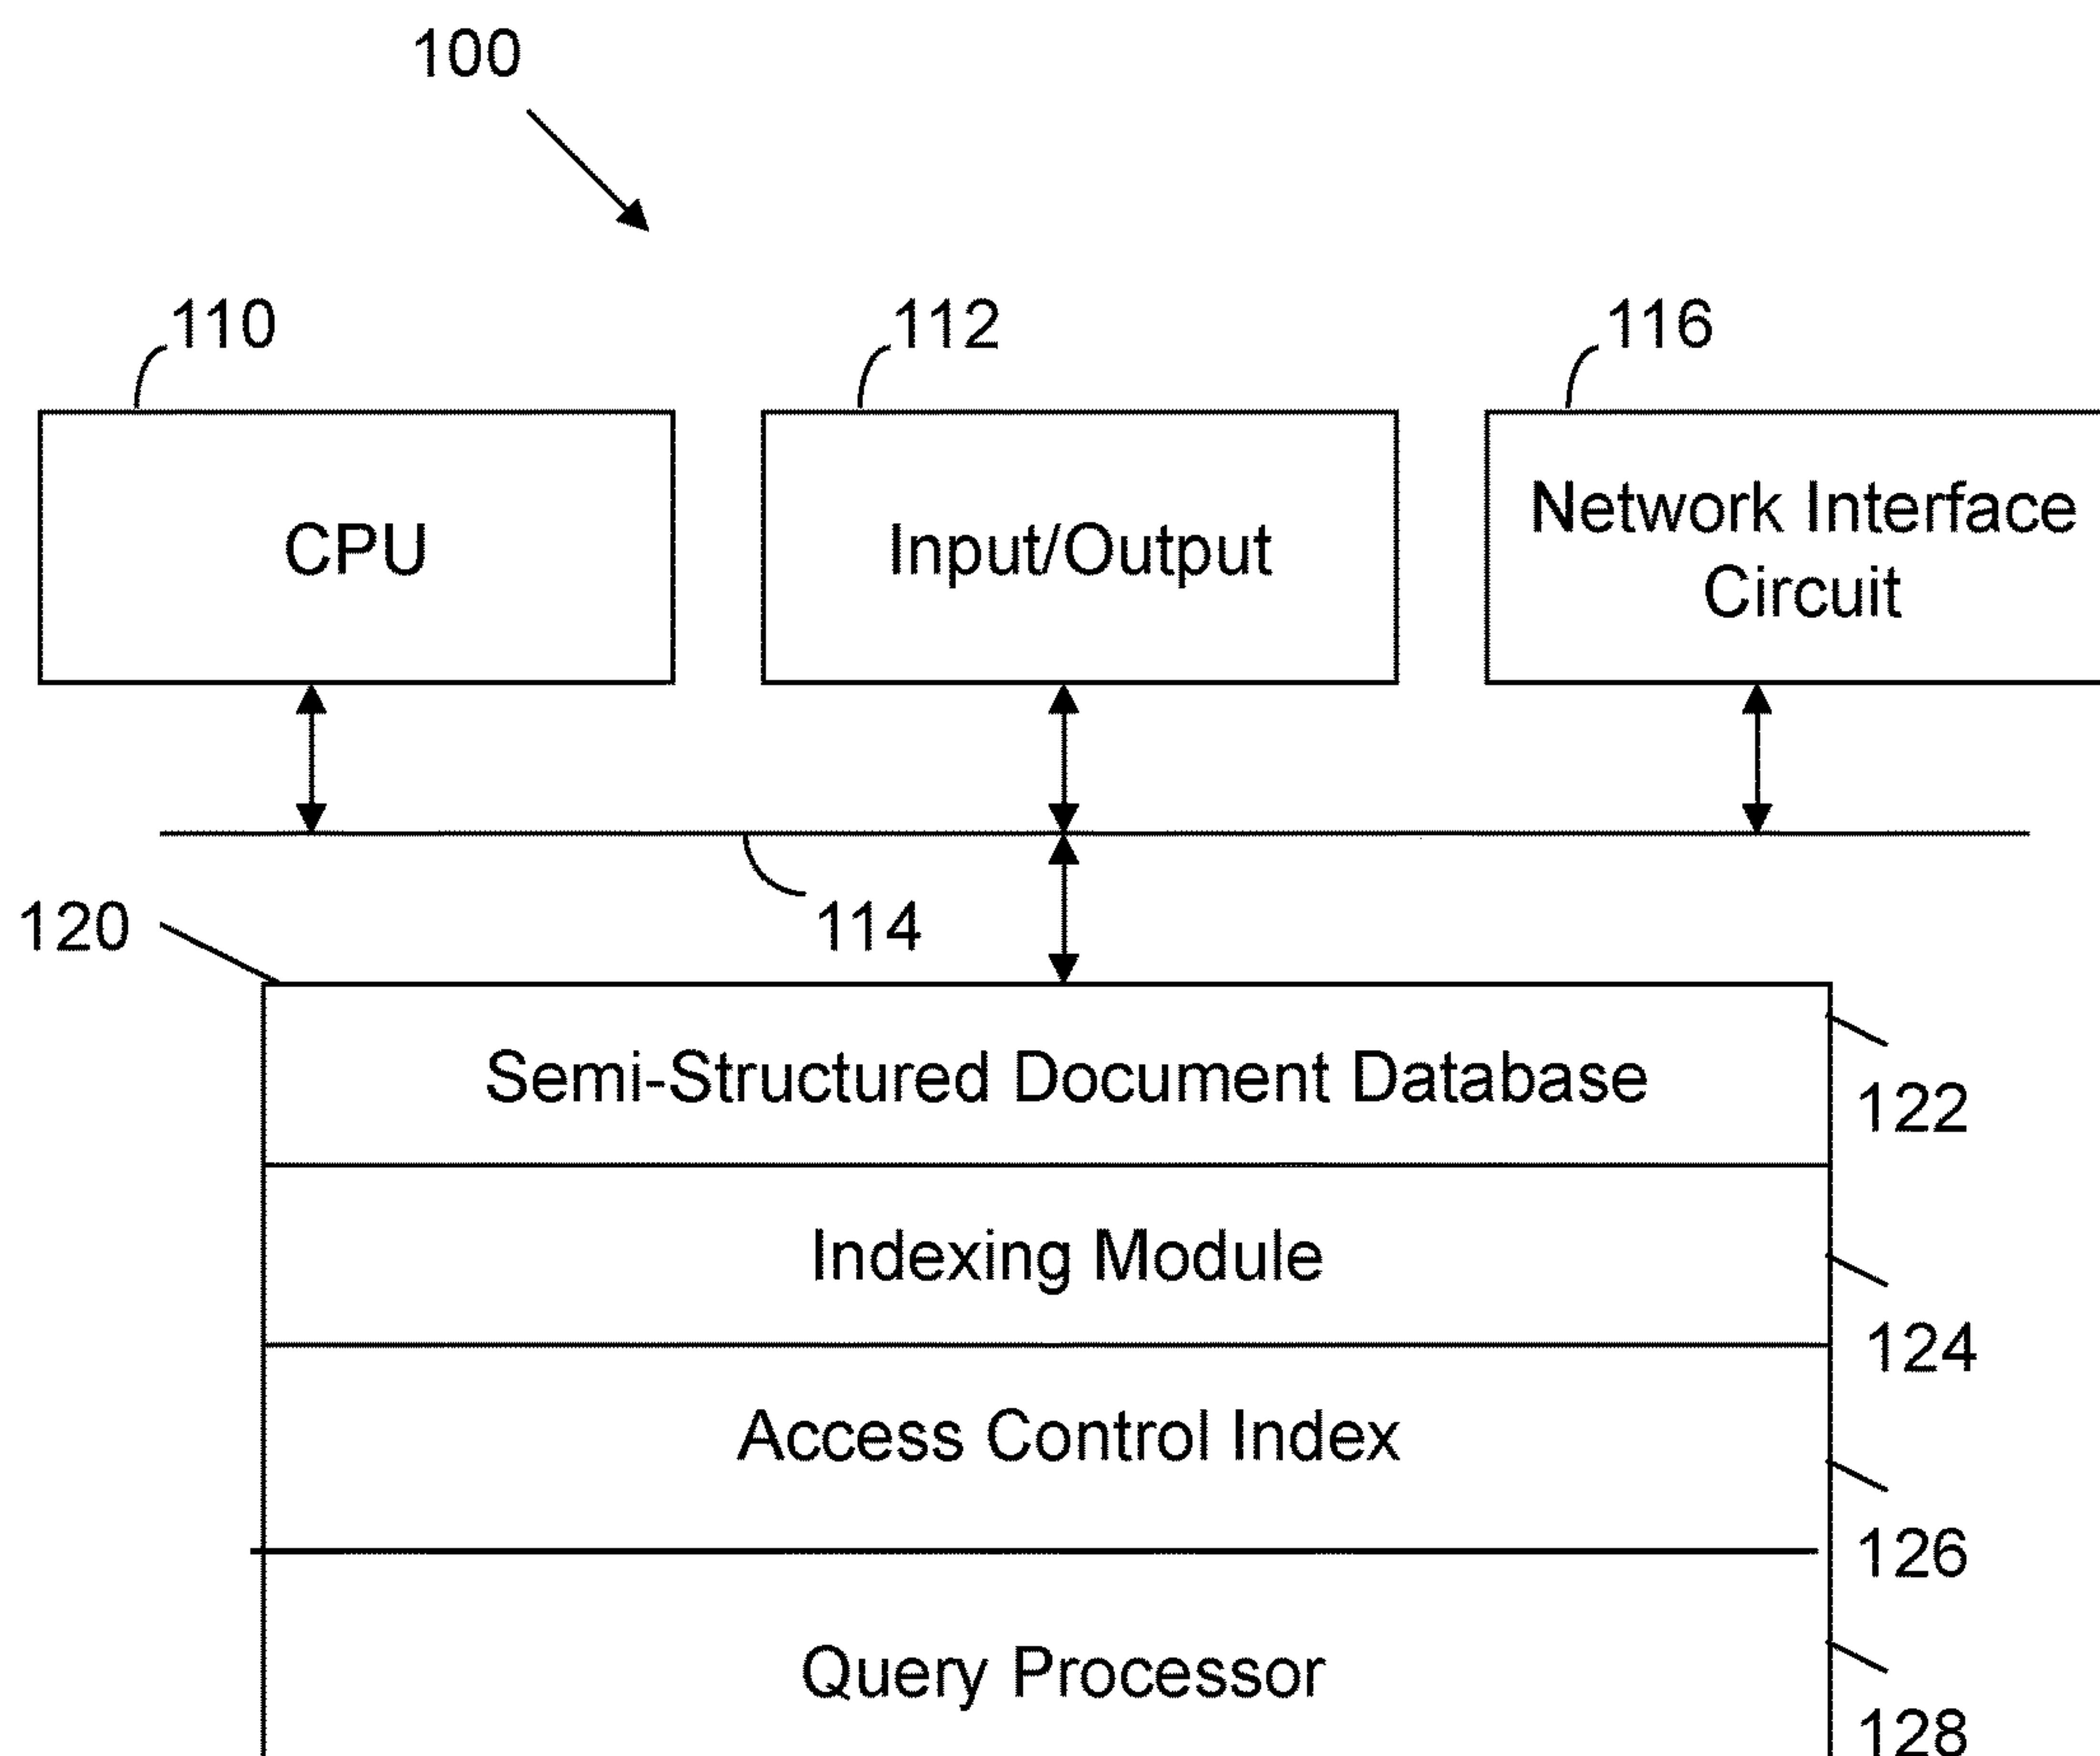 100
110
112
116
CPU
Input/Output
Network Interface
Circuit
120
114
Semi-Structured Document Database
122
Indexing Module
124
Access Control Index
126
Query Processor
128